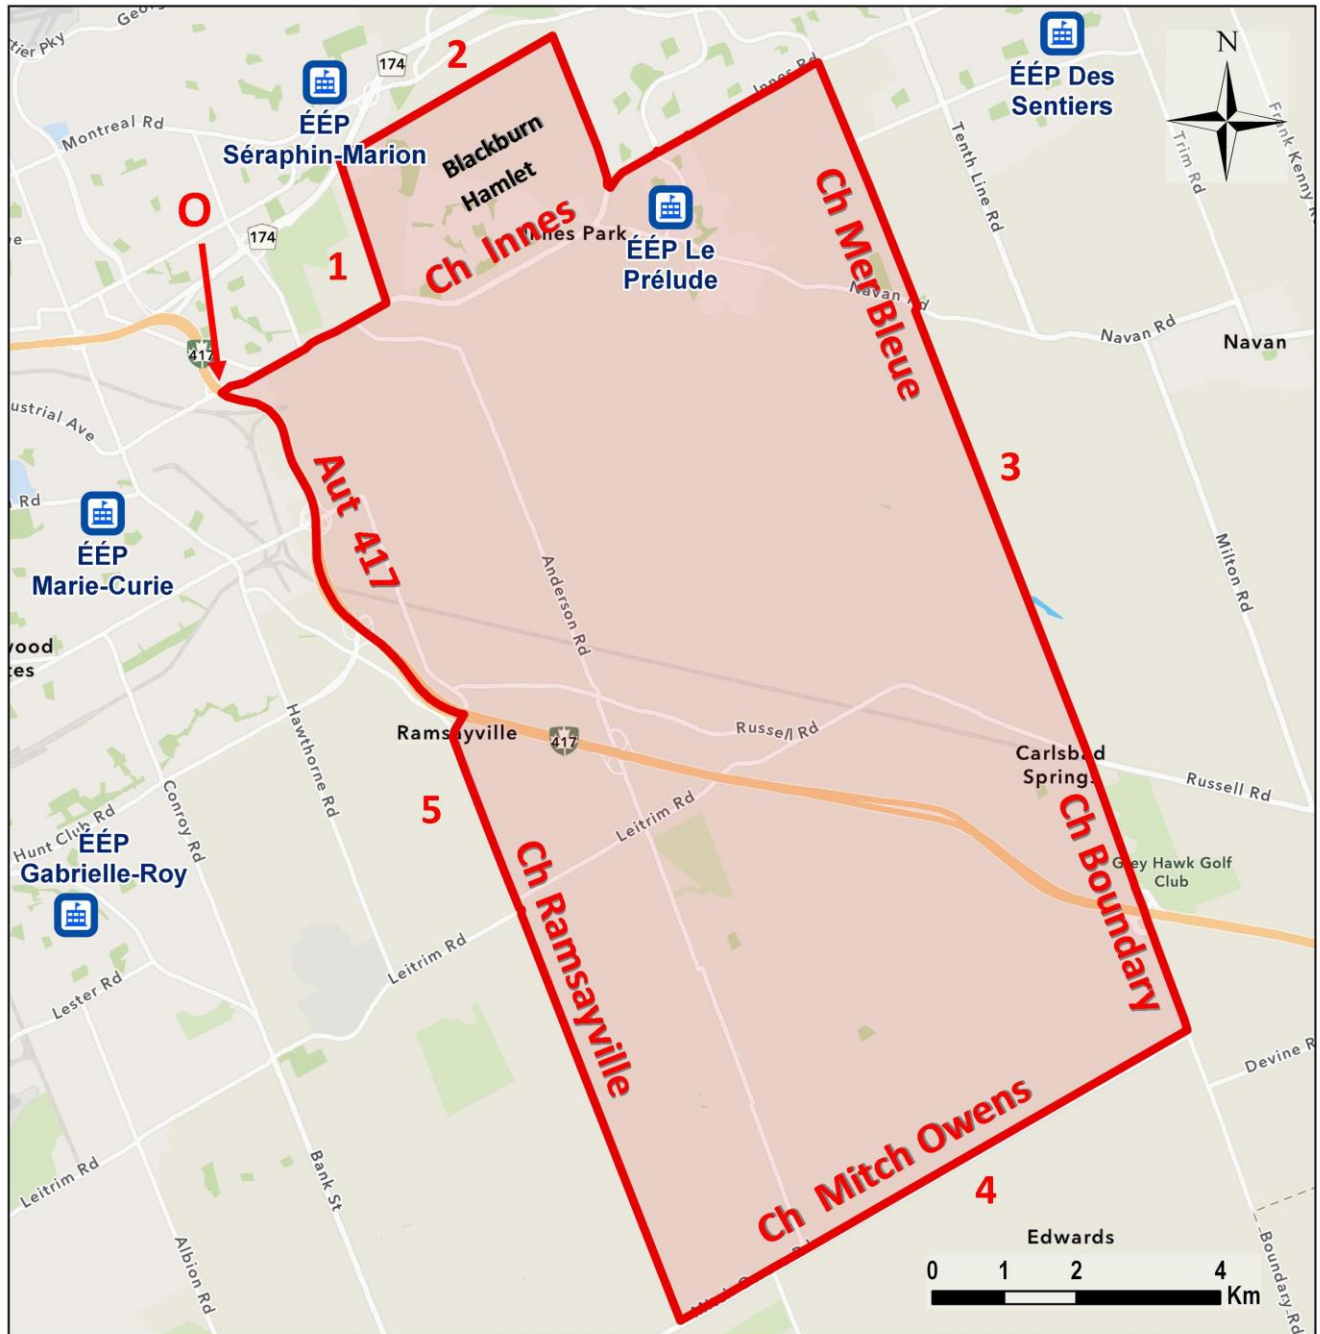 tier Pky
2
174
N
ÉÉP
Séraphin-Marion
ÉÉP Des
Sentiers
Innes Rd
Montreal Rd
Blackburn
Hamlet
Tenth Line Rd
Trim Rd
Frank Kenny
O
174
1
Ch Innes
Innes Park
ÉÉP Le
Prélude
Ch Mer Bleue
Navan Rd
Navan Rd
Navan
417
ustrial Ave
Rd
ÉÉP
Marie-Curie
Aut 417
3
Anderson Rd
Milton Rd
Hawthorne Rd
Ramsayville
417
Russell Rd
Carlsbad
Springs
Russell Rd
Conroy Rd
5
Leitrim Rd
Hunt Club Rd
ÉÉP
Gabrielle-Roy
Ch Ramsayville
Ch Boundary
Grey Hawk Golf
Club
Leitrim Rd
Lester Rd
Devine R
Leitrim Rd
Bank St
Albion Rd
Ch Mitch Owens
4
Edwards
Boundary Rd
0 1 2 4
Km